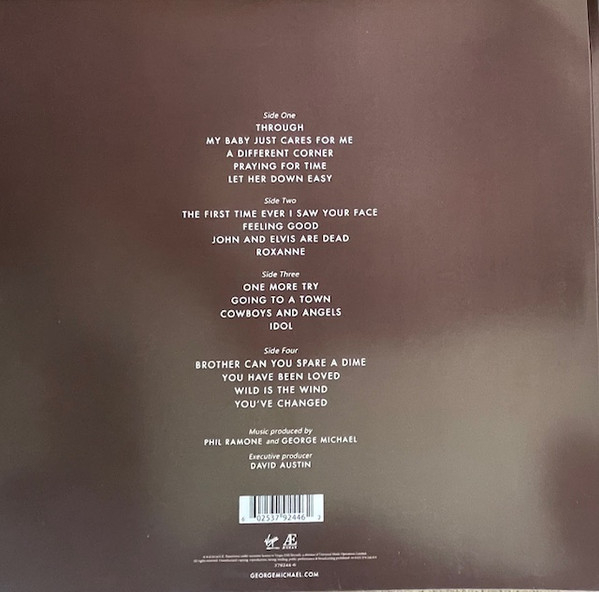 Side One
THROUGH
MY BABY JUST CARES FOR ME
A DIFFERENT CORNER
PRAYING FOR TIME
LET HER DOWN EASY
Side Two
THE FIRST TIME EVER I SAW YOUR FACE
FEELING GOOD
JOHN AND ELVIS ARE DEAD
ROXANNE
Side Three
ONE MORE TRY
GOING TO A TOWN
COWBOYS AND ANGELS
IDOL
Side Four
BROTHER CAN YOU SPARE A DIME
YOU HAVE BEEN LOVED
WILD IS THE WIND
YOU'VE CHANGED
Music produced by
PHIL RAMONE and GEORGE MICHAEL
Executive producer
DAVID AUSTIN
02537 92446
Virgin
Æ
GEORGEMICHAEL.COM